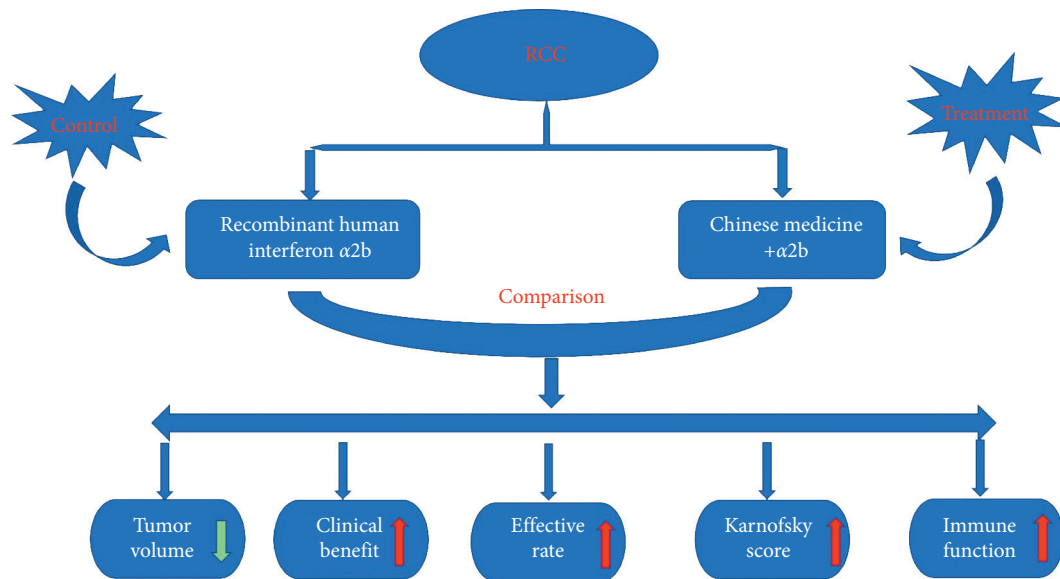 RCC
Control
Treatment
Recombinant human
interferon α2b
Chinese medicine
+α2b
Comparison
Tumor
volume
Clinical
benefit
Effective
rate
Karnofsky
score
Immune
function